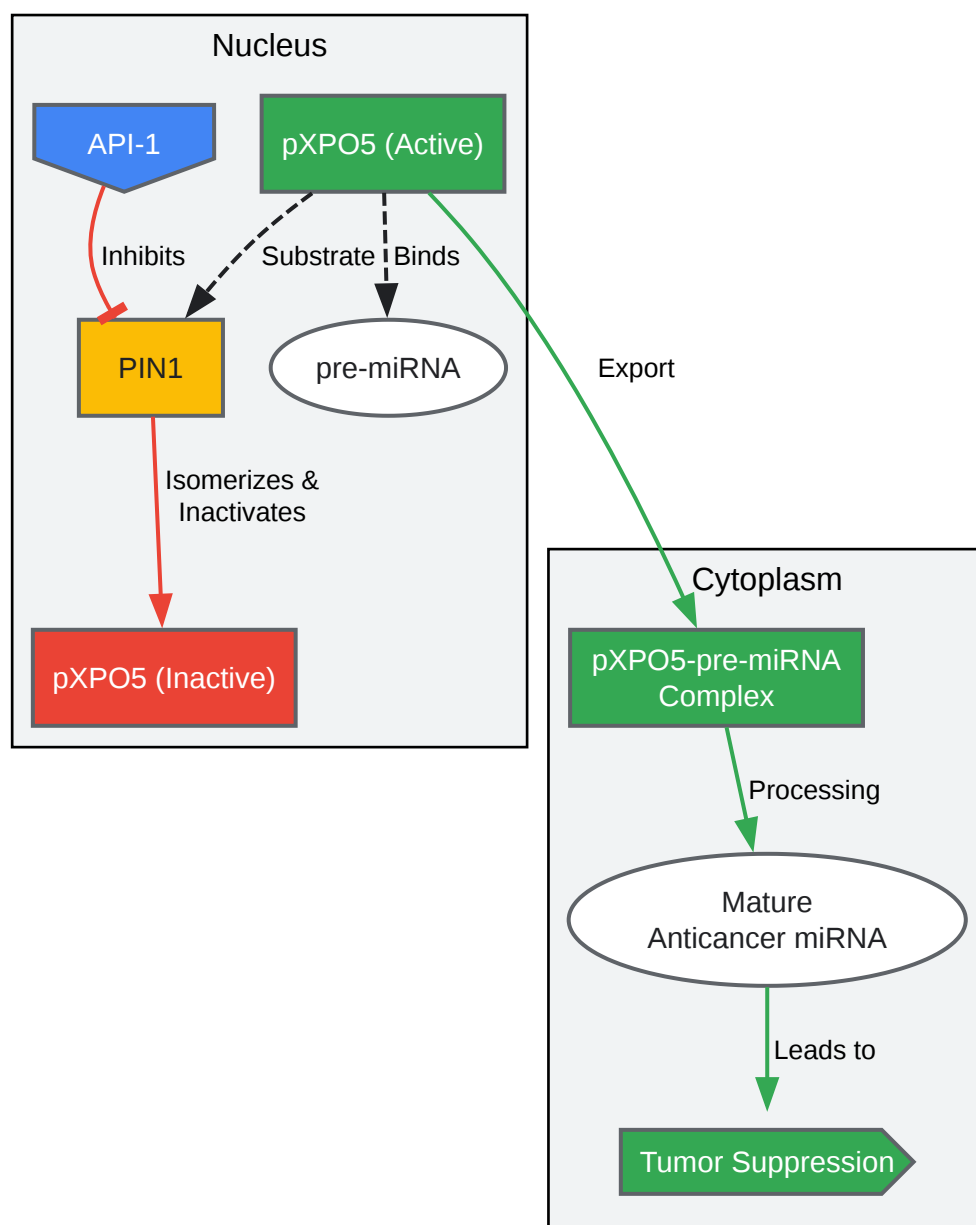 Nucleus
API-1
pXPO5 (Active)
Inhibits
Substrate
Binds
PIN1
pre-miRNA
Export
Isomerizes &
Inactivates
Cytoplasm
pXPO5 (Inactive)
pXPO5-pre-miRNA
Complex
Processing
Mature
Anticancer miRNA
Leads to
Tumor Suppression